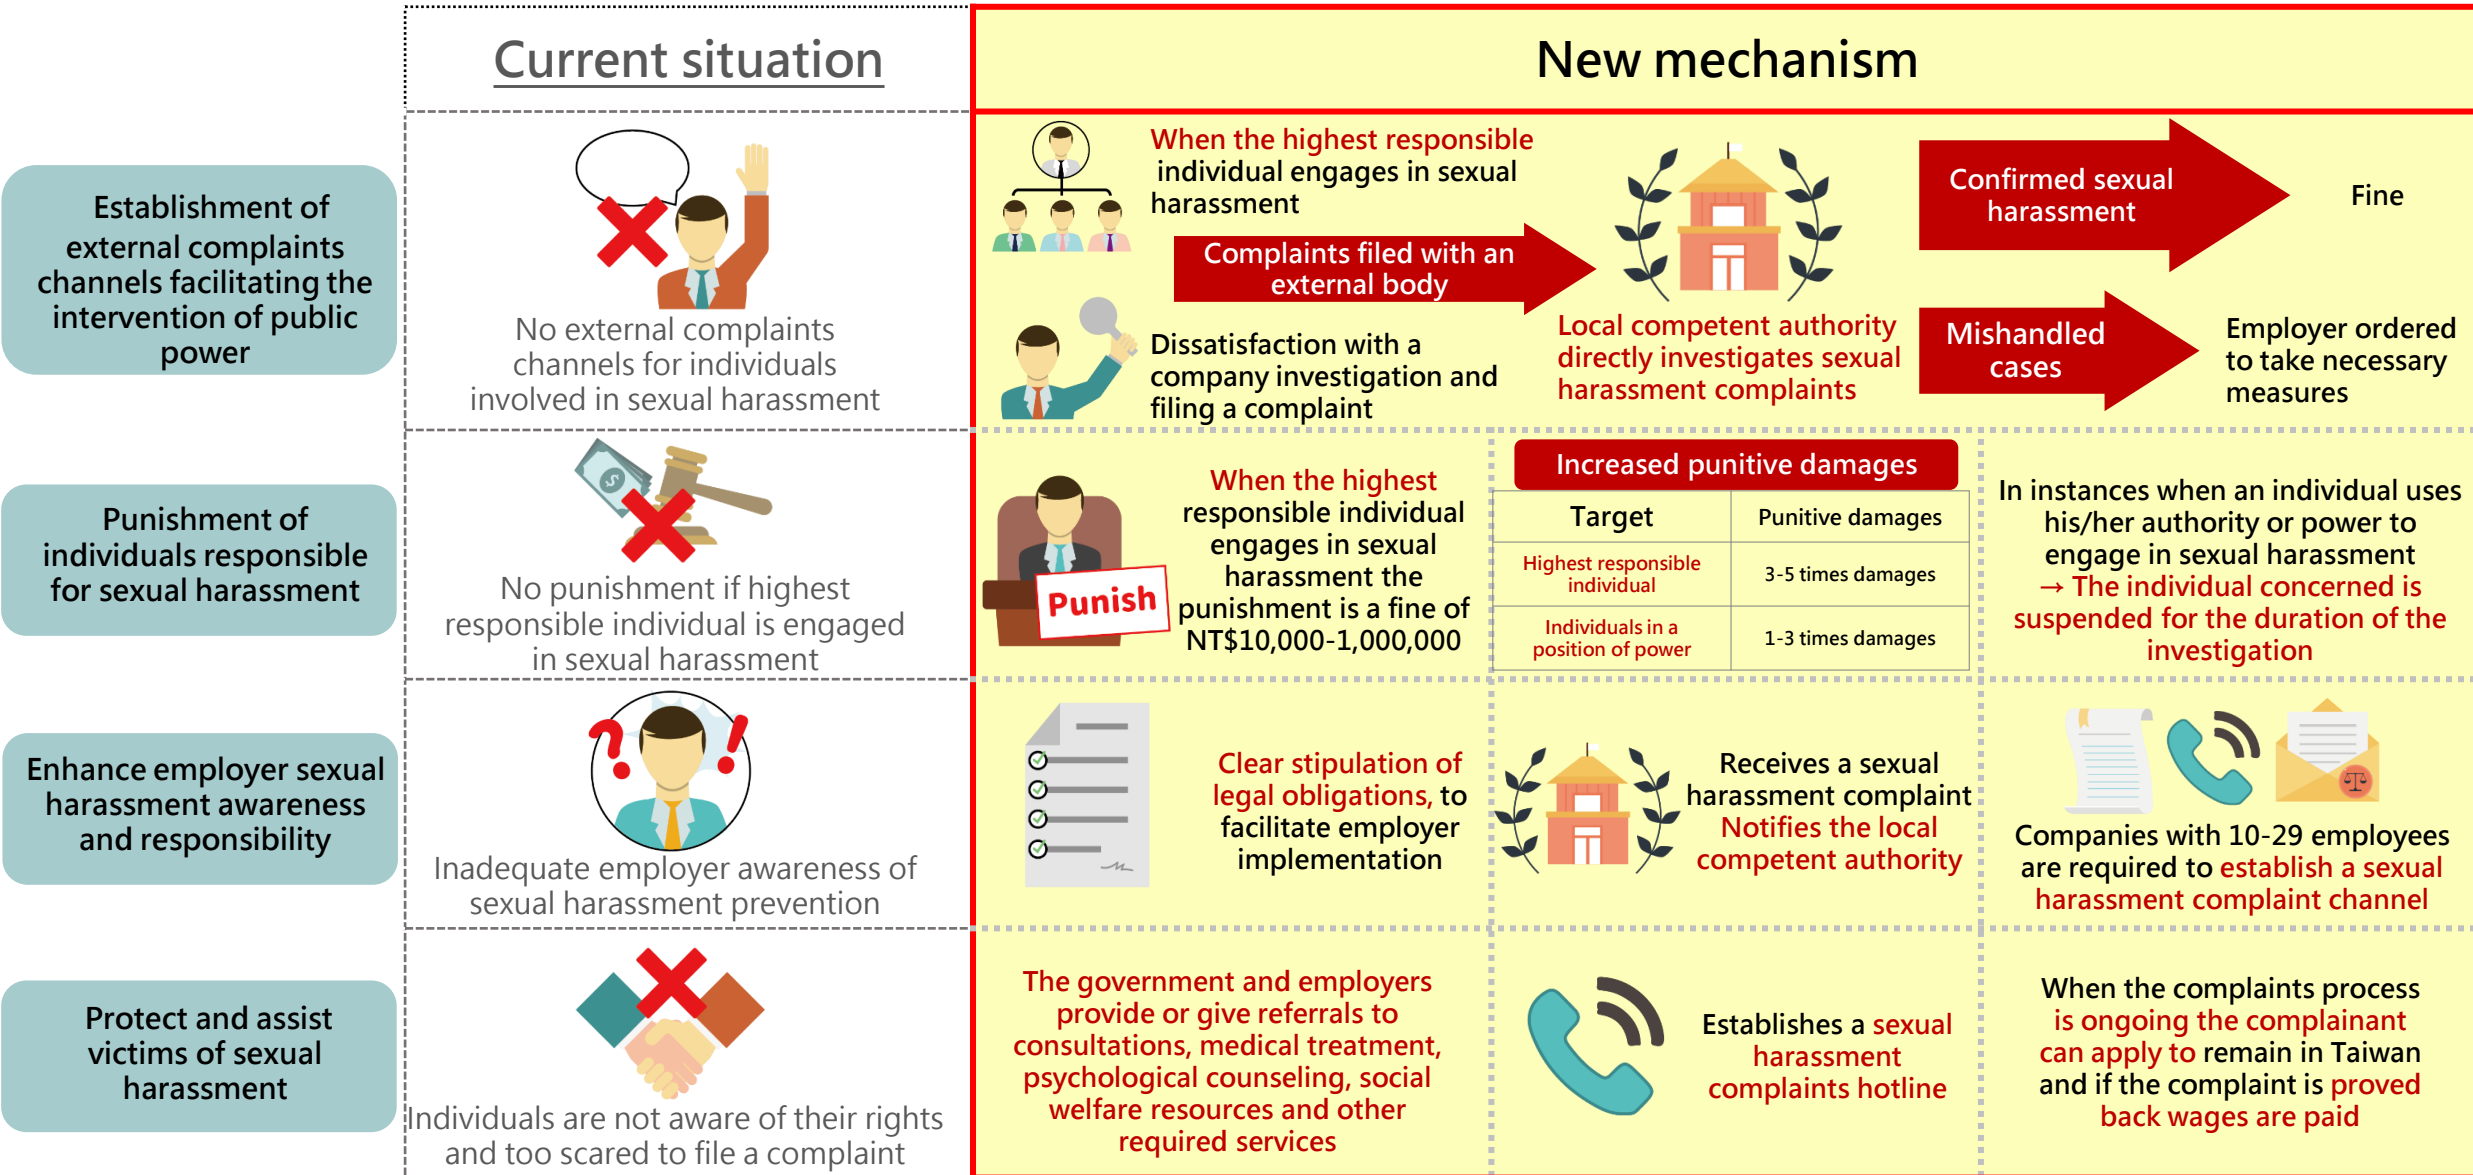 Current situation
New mechanism
Establishment of
external complaints
channels facilitating the
intervention of public
power
No external complaints
channels for individuals
involved in sexual harassment
When the highest responsible
individual engages in sexual
harassment
Complaints filed with an
external body
Dissatisfaction with a
company investigation and
filing a complaint
Local competent authority
directly investigates sexual
harassment complaints
Confirmed sexual
harassment
Fine
Mishandled
cases
Employer ordered
to take necessary
measures
Punishment of
individuals responsible
for sexual harassment
$
No punishment if highest
responsible individual is engaged
in sexual harassment
Punish
When the highest
responsible individual
engages in sexual
harassment the
punishment is a fine of
NT$10,000-1,000,000
Increased punitive damages
Target
Punitive damages
Highest responsible
individual
3-5 times damages
Individuals in a
position of power
1-3 times damages
In instances when an individual uses
his/her authority or power to
engage in sexual harassment
→ The individual concerned is
suspended for the duration of the
investigation
Enhance employer sexual
harassment awareness
and responsibility
? !
Inadequate employer awareness of
sexual harassment prevention
Clear stipulation of
legal obligations, to
facilitate employer
implementation
Receives a sexual
harassment complaint
Notifies the local
competent authority
Companies with 10-29 employees
are required to establish a sexual
harassment complaint channel
Protect and assist
victims of sexual
harassment
Individuals are not aware of their rights
and too scared to file a complaint
The government and employers
provide or give referrals to
consultations, medical treatment,
psychological counseling, social
welfare resources and other
required services
Establishes a sexual
harassment
complaints hotline
When the complaints process
is ongoing the complainant
can apply to remain in Taiwan
and if the complaint is proved
back wages are paid